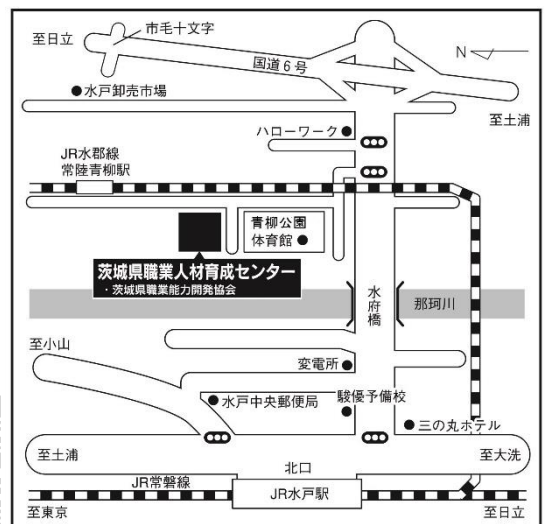 至日立
市毛十文字
国道6号
N
水戸卸売市場
至土浦
ハローワーク
JR水郡線
常陸青柳駅
青柳公園
体育館
茨城県職業人材育成センター
・茨城県職業能力開発協会
水府橋
那珂川
至小山
変電所
水戸中央郵便局
駿優予備校
三の丸ホテル
至土浦
北口
至大洗
JR常磐線
JR水戸駅
至東京
至日立